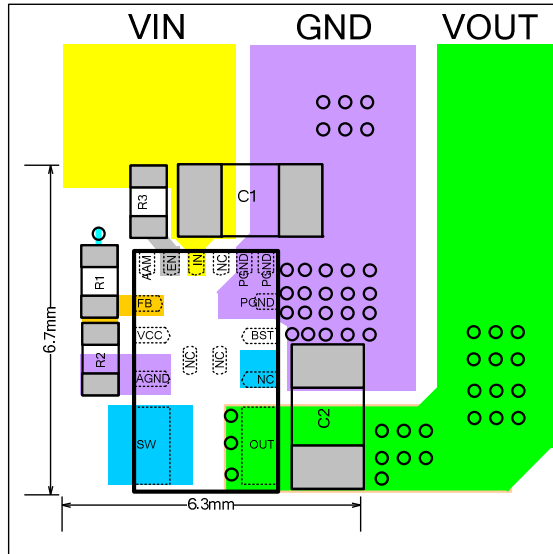 VIN GND VOUT
R3
C1
AAM EN IN NC PGND PGND
R1
FB PGND
VCC BST
R2
NC NC
AGND NC
C2
SW OUT
6.7mm
6.3mm